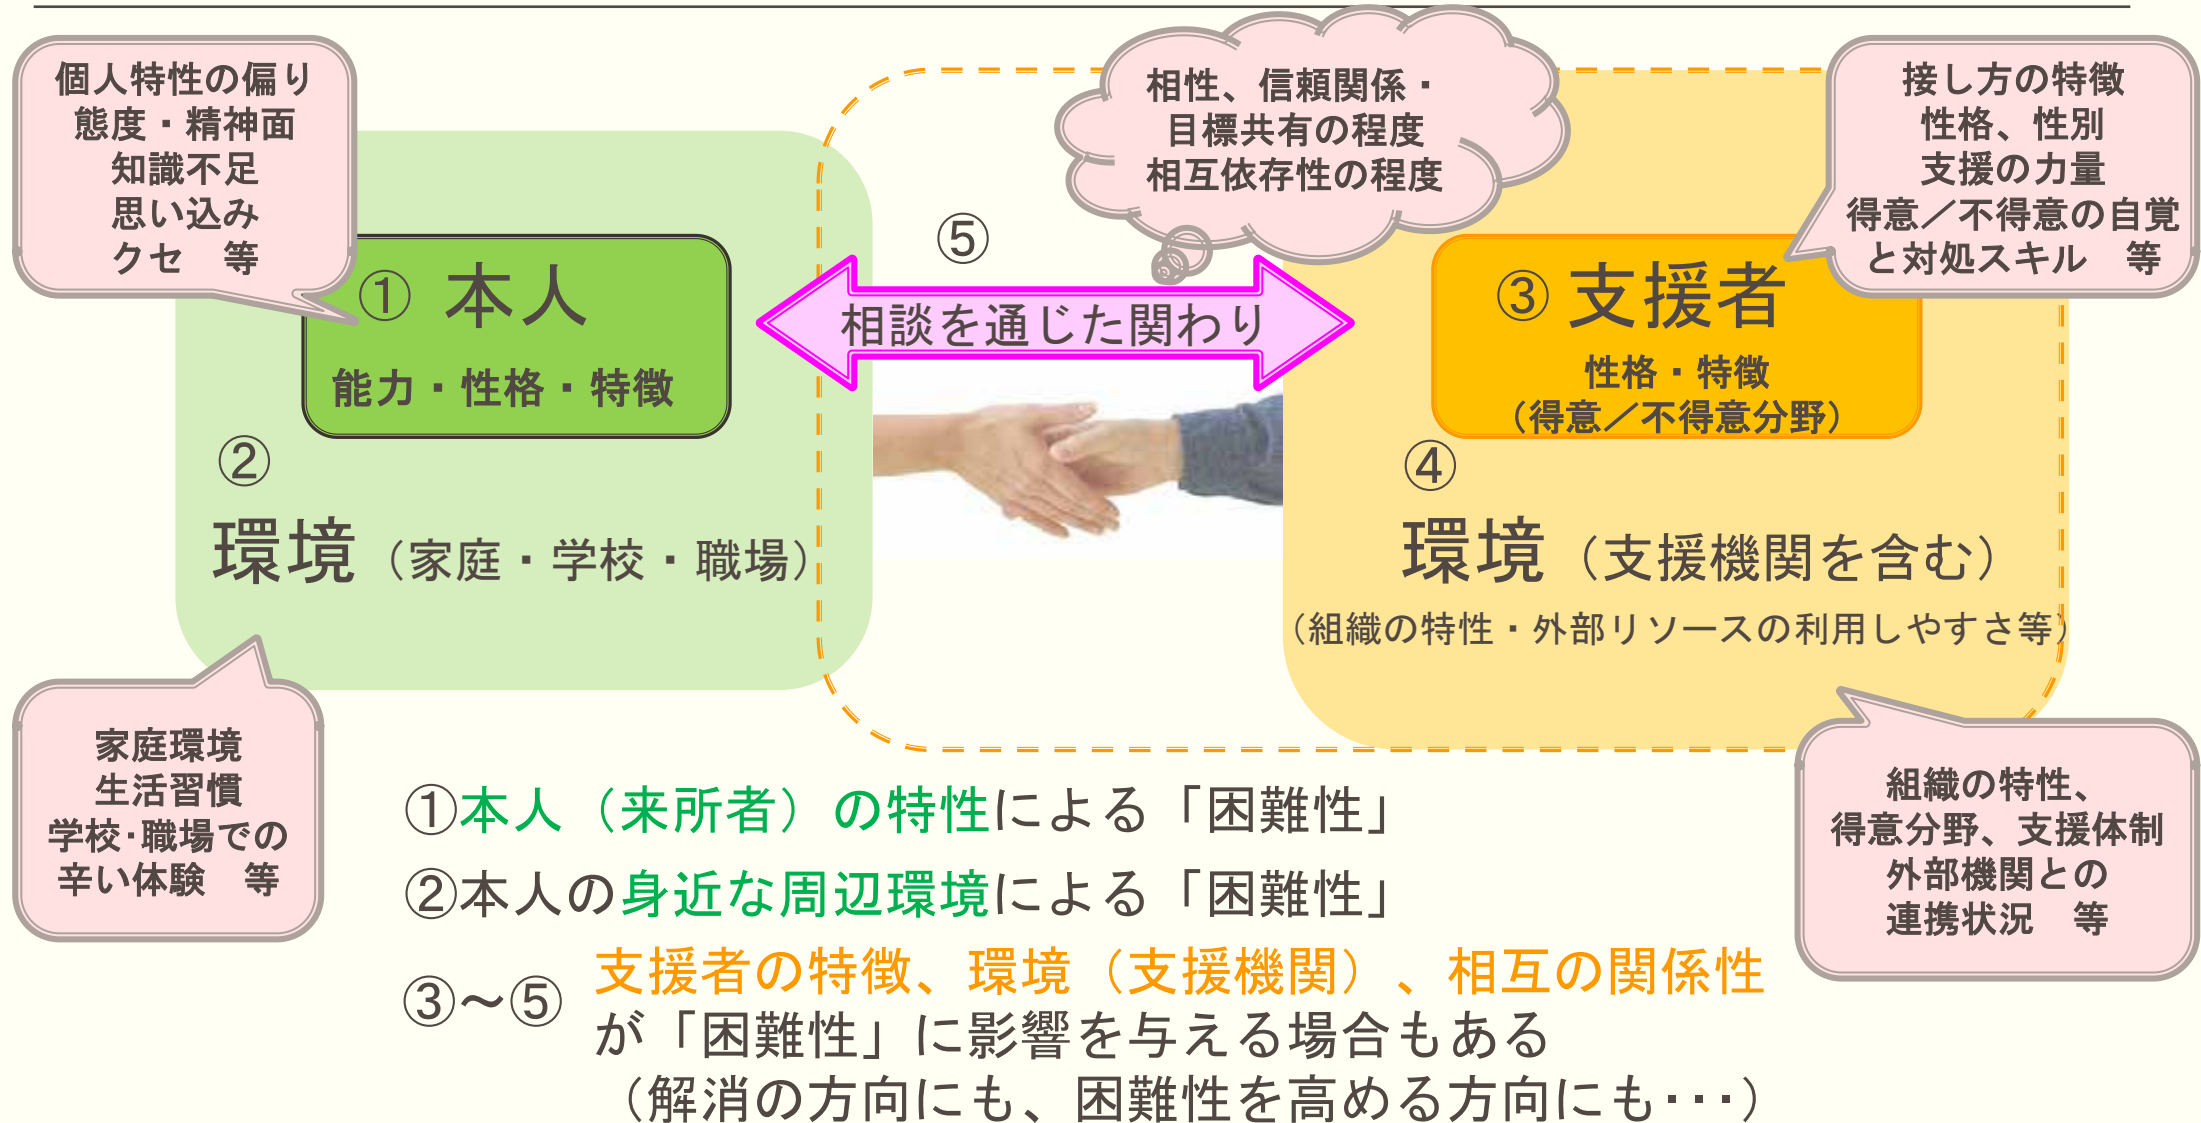 個人特性の偏り
態度・精神面
知識不足
思い込み
クセ　等
相性、信頼関係・
目標共有の程度
相互依存性の程度
接し方の特徴
性格、性別
支援の力量
得意／不得意の自覚
と対処スキル　等
① 本人
能力・性格・特徴
⑤
相談を通じた関わり
③ 支援者
性格・特徴
（得意／不得意分野）
②
環境（家庭・学校・職場）
④
環境（支援機関を含む）
（組織の特性・外部リソースの利用しやすさ等）
家庭環境
生活習慣
学校・職場での
辛い体験　等
組織の特性、
得意分野、支援体制
外部機関との
連携状況　等
①本人（来所者）の特性による「困難性」
②本人の身近な周辺環境による「困難性」
③～⑤
支援者の特徴、環境（支援機関）、相互の関係性
が「困難性」に影響を与える場合もある
（解消の方向にも、困難性を高める方向にも・・・）